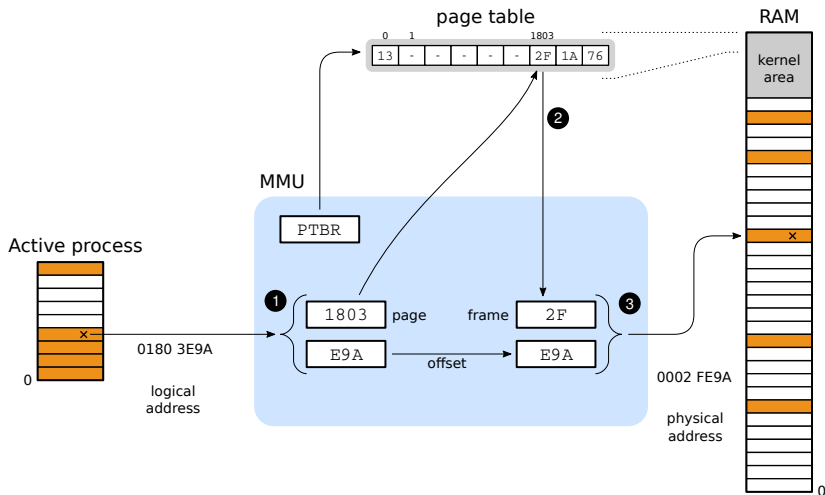 page table
RAM
0 1 1803
13 - - - - - 2F 1A 76
kernel
area
2
MMU
PTBR
Active process
1
1803 page
frame 2F
3
0180 3E9A
E9A
offset
E9A
0
logical
address
0002 FE9A
physical
address
0